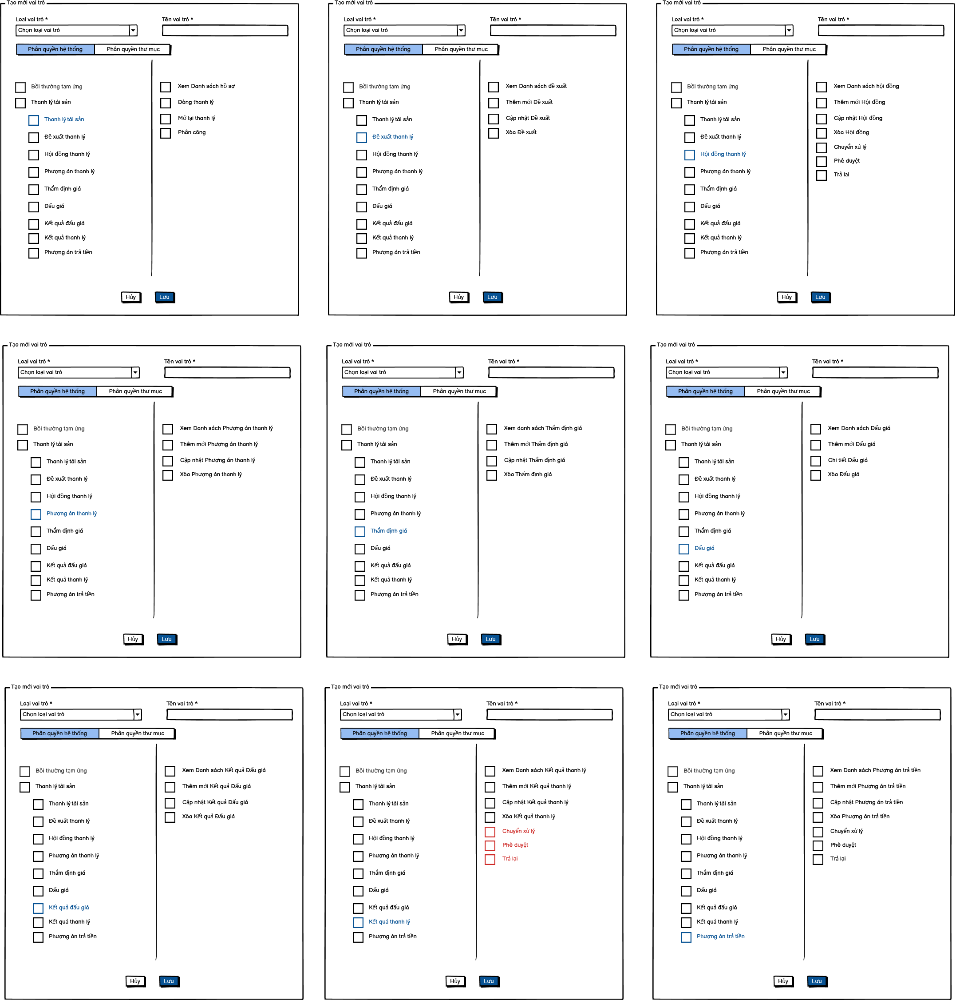 Tạo mới vai trò
Loại vai trò *
Tên vai trò *
Chọn loại vai trò
Phân quyền hệ thống
Phân quyền thư mục
Bồi thường tạm ứng
Thanh lý tài sản
Thanh lý tài sản
Đề xuất thanh lý
Hội đồng thanh lý
Phương án thanh lý
Thẩm định giá
Đấu giá
Kết quả đấu giá
Kết quả thanh lý
Phương án trả tiền
Xem Danh sách hồ sơ
Đóng thanh lý
Mở lại thanh lý
Phân công
Hủy
Lưu
Tạo mới vai trò
Loại vai trò *
Tên vai trò *
Chọn loại vai trò
Phân quyền hệ thống
Phân quyền thư mục
Bồi thường tạm ứng
Thanh lý tài sản
Thanh lý tài sản
Đề xuất thanh lý
Hội đồng thanh lý
Phương án thanh lý
Thẩm định giá
Đấu giá
Kết quả đấu giá
Kết quả thanh lý
Phương án trả tiền
Xem Danh sách đề xuất
Thêm mới Đề xuất
Cập nhật Đề xuất
Xóa Đề xuất
Hủy
Lưu
Tạo mới vai trò
Loại vai trò *
Tên vai trò *
Chọn loại vai trò
Phân quyền hệ thống
Phân quyền thư mục
Bồi thường tạm ứng
Thanh lý tài sản
Thanh lý tài sản
Đề xuất thanh lý
Hội đồng thanh lý
Phương án thanh lý
Thẩm định giá
Đấu giá
Kết quả đấu giá
Kết quả thanh lý
Phương án trả tiền
Xem Danh sách hội đồng
Thêm mới Hội đồng
Cập nhật Hội đồng
Xóa Hội đồng
Chuyển xử lý
Phê duyệt
Trả lại
Hủy
Lưu
Tạo mới vai trò
Loại vai trò *
Tên vai trò *
Chọn loại vai trò
Phân quyền hệ thống
Phân quyền thư mục
Bồi thường tạm ứng
Thanh lý tài sản
Thanh lý tài sản
Đề xuất thanh lý
Hội đồng thanh lý
Phương án thanh lý
Thẩm định giá
Đấu giá
Kết quả đấu giá
Kết quả thanh lý
Phương án trả tiền
Xem Danh sách Phương án thanh lý
Thêm mới Phương án thanh lý
Cập nhật Phương án thanh lý
Xóa Phương án thanh lý
Hủy
Lưu
Tạo mới vai trò
Loại vai trò *
Tên vai trò *
Chọn loại vai trò
Phân quyền hệ thống
Phân quyền thư mục
Bồi thường tạm ứng
Thanh lý tài sản
Thanh lý tài sản
Đề xuất thanh lý
Hội đồng thanh lý
Phương án thanh lý
Thẩm định giá
Đấu giá
Kết quả đấu giá
Kết quả thanh lý
Phương án trả tiền
Xem danh sách Thẩm định giá
Thêm mới Thẩm định giá
Cập nhật Thẩm định giá
Xóa Thẩm định giá
Hủy
Lưu
Tạo mới vai trò
Loại vai trò *
Tên vai trò *
Chọn loại vai trò
Phân quyền hệ thống
Phân quyền thư mục
Bồi thường tạm ứng
Thanh lý tài sản
Thanh lý tài sản
Đề xuất thanh lý
Hội đồng thanh lý
Phương án thanh lý
Thẩm định giá
Đấu giá
Kết quả đấu giá
Kết quả thanh lý
Phương án trả tiền
Xem Danh sách Đấu giá
Thêm mới Đấu giá
Chi tiết Đấu giá
Xóa Đấu giá
Hủy
Lưu
Tạo mới vai trò
Loại vai trò *
Tên vai trò *
Chọn loại vai trò
Phân quyền hệ thống
Phân quyền thư mục
Bồi thường tạm ứng
Thanh lý tài sản
Thanh lý tài sản
Đề xuất thanh lý
Hội đồng thanh lý
Phương án thanh lý
Thẩm định giá
Đấu giá
Kết quả đấu giá
Kết quả thanh lý
Phương án trả tiền
Xem Danh sách Kết quả Đấu giá
Thêm mới Kết quả Đấu giá
Cập nhật Kết quả Đấu giá
Xóa Kết quả Đấu giá
Hủy
Lưu
Tạo mới vai trò
Loại vai trò *
Tên vai trò *
Chọn loại vai trò
Phân quyền hệ thống
Phân quyền thư mục
Bồi thường tạm ứng
Thanh lý tài sản
Thanh lý tài sản
Đề xuất thanh lý
Hội đồng thanh lý
Phương án thanh lý
Thẩm định giá
Đấu giá
Kết quả đấu giá
Kết quả thanh lý
Phương án trả tiền
Xem Danh sách Kết quả thanh lý
Thêm mới Kết quả thanh lý
Cập nhật Kết quả thanh lý
Xóa Kết quả thanh lý
Chuyển xử lý
Phê duyệt
Trả lại
Hủy
Lưu
Tạo mới vai trò
Loại vai trò *
Tên vai trò *
Chọn loại vai trò
Phân quyền hệ thống
Phân quyền thư mục
Bồi thường tạm ứng
Thanh lý tài sản
Thanh lý tài sản
Đề xuất thanh lý
Hội đồng thanh lý
Phương án thanh lý
Thẩm định giá
Đấu giá
Kết quả đấu giá
Kết quả thanh lý
Phương án trả tiền
Xem Danh sách Phương án trả tiền
Thêm mới Phương án trả tiền
Cập nhật Phương án trả tiền
Xóa Phương án trả tiền
Chuyển xử lý
Phê duyệt
Trả lại
Hủy
Lưu